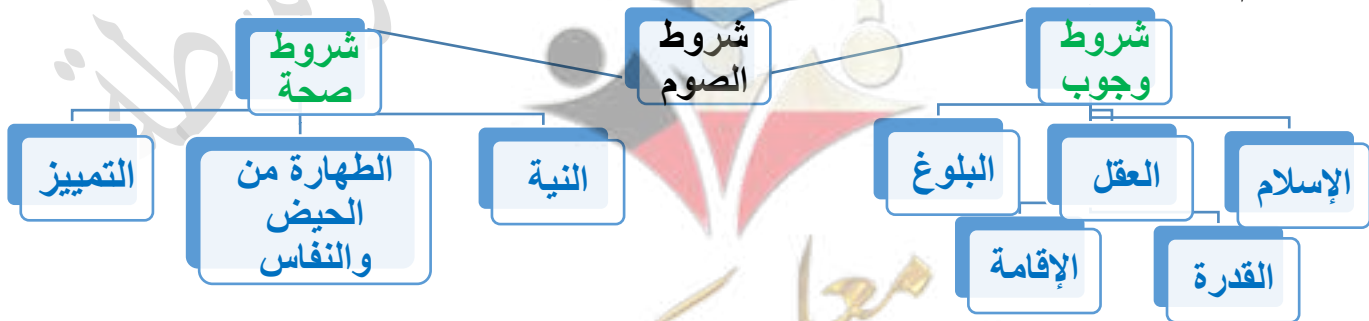 شروط
الصوم
شروط
وجوب
الإسلام
العقل
البلوغ
القدرة
الإقامة
شروط
صحة
النية
الطهارة من
الحيض
والنفاس
التمييز